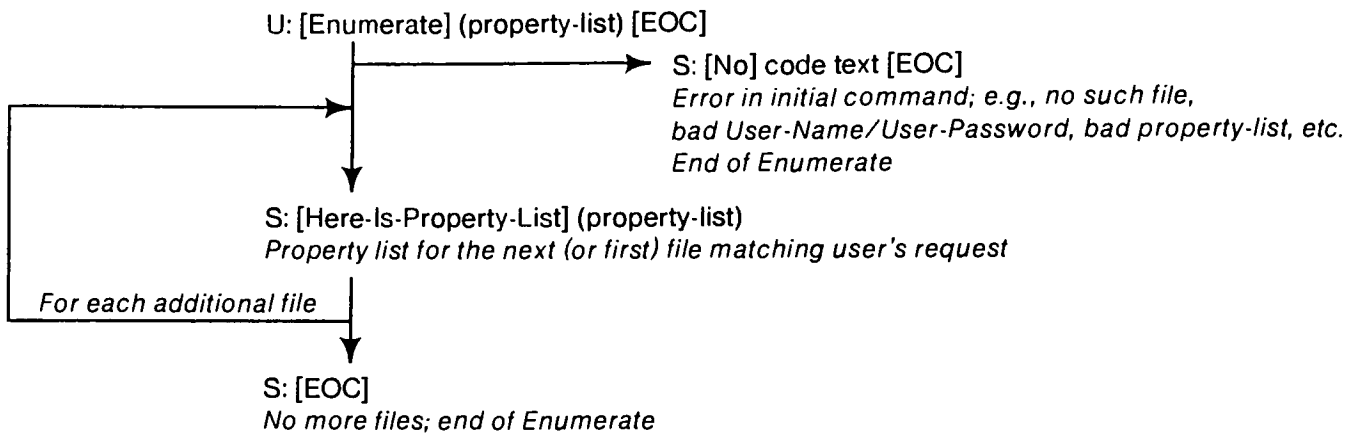 U: [Enumerate] (property-list) [EOC]
S: [No] code text [EOC]
Error in initial command; e.g., no such file,
bad User-Name/User-Password, bad property-list, etc.
End of Enumerate
S: [Here-Is-Property-List] (property-list)
Property list for the next (or first) file matching user's request
For each additional file
S: [EOC]
No more files; end of Enumerate